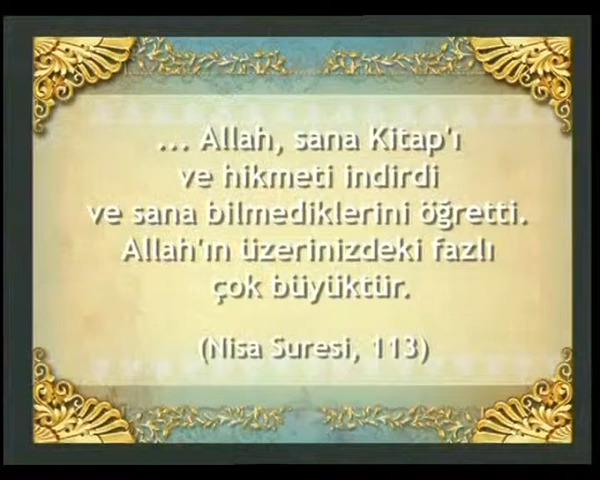 ... Allah, sana Kitap'ı
ve hikmeti indirdi
ve sana bilmediklerini öğretti.
Allah'ın üzerinizdeki fazlı
çok büyüktür.
(Nisa Suresi, 113)